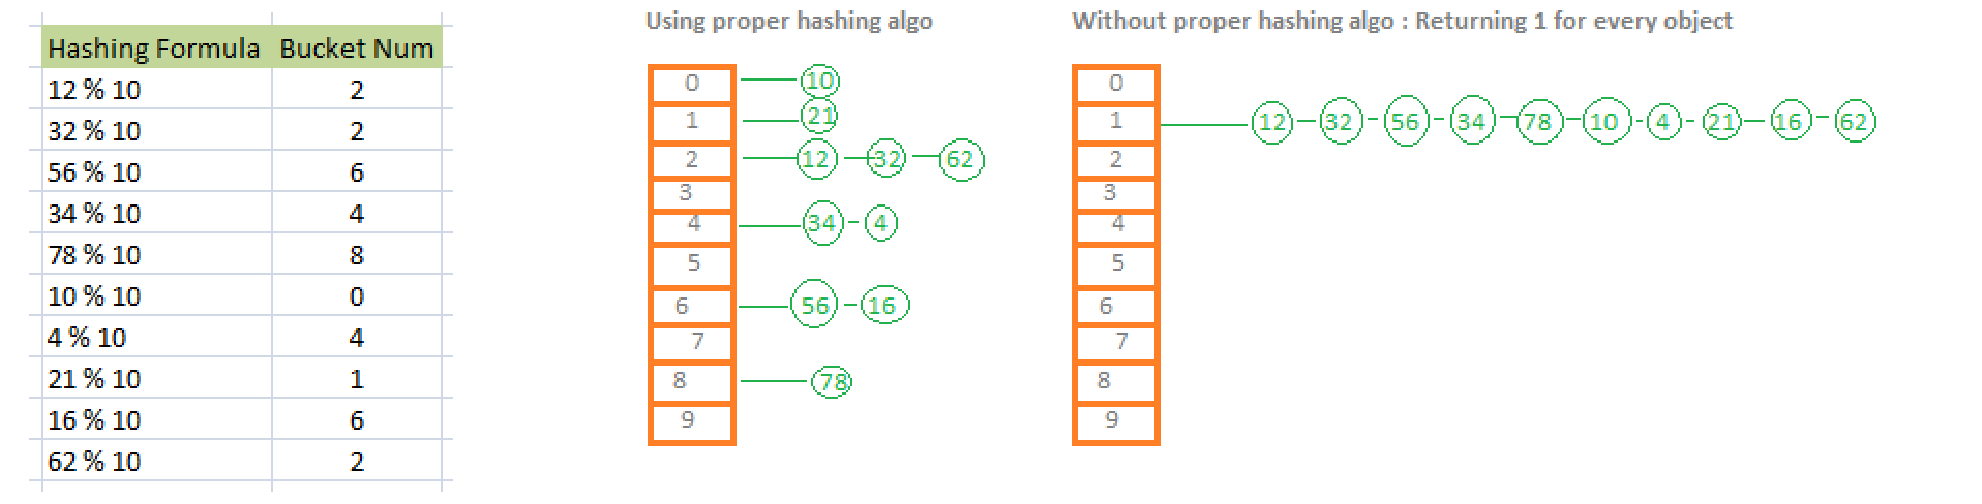 Hashing Formula Bucket Num
12 % 10 2
32 % 10 2
56 % 10 6
34 % 10 4
78 % 10 8
10 % 10 0
4 % 10 4
21 % 10 1
16 % 10 6
62 % 10 2
Using proper hashing algo
0 10
1 21
2 12 32 62
3
4 34 4
5
6 56 16
7
8 78
9
Without proper hashing algo : Returning 1 for every object
0
1 12 32 56 34 78 10 4 21 16 62
2
3
4
5
6
7
8
9